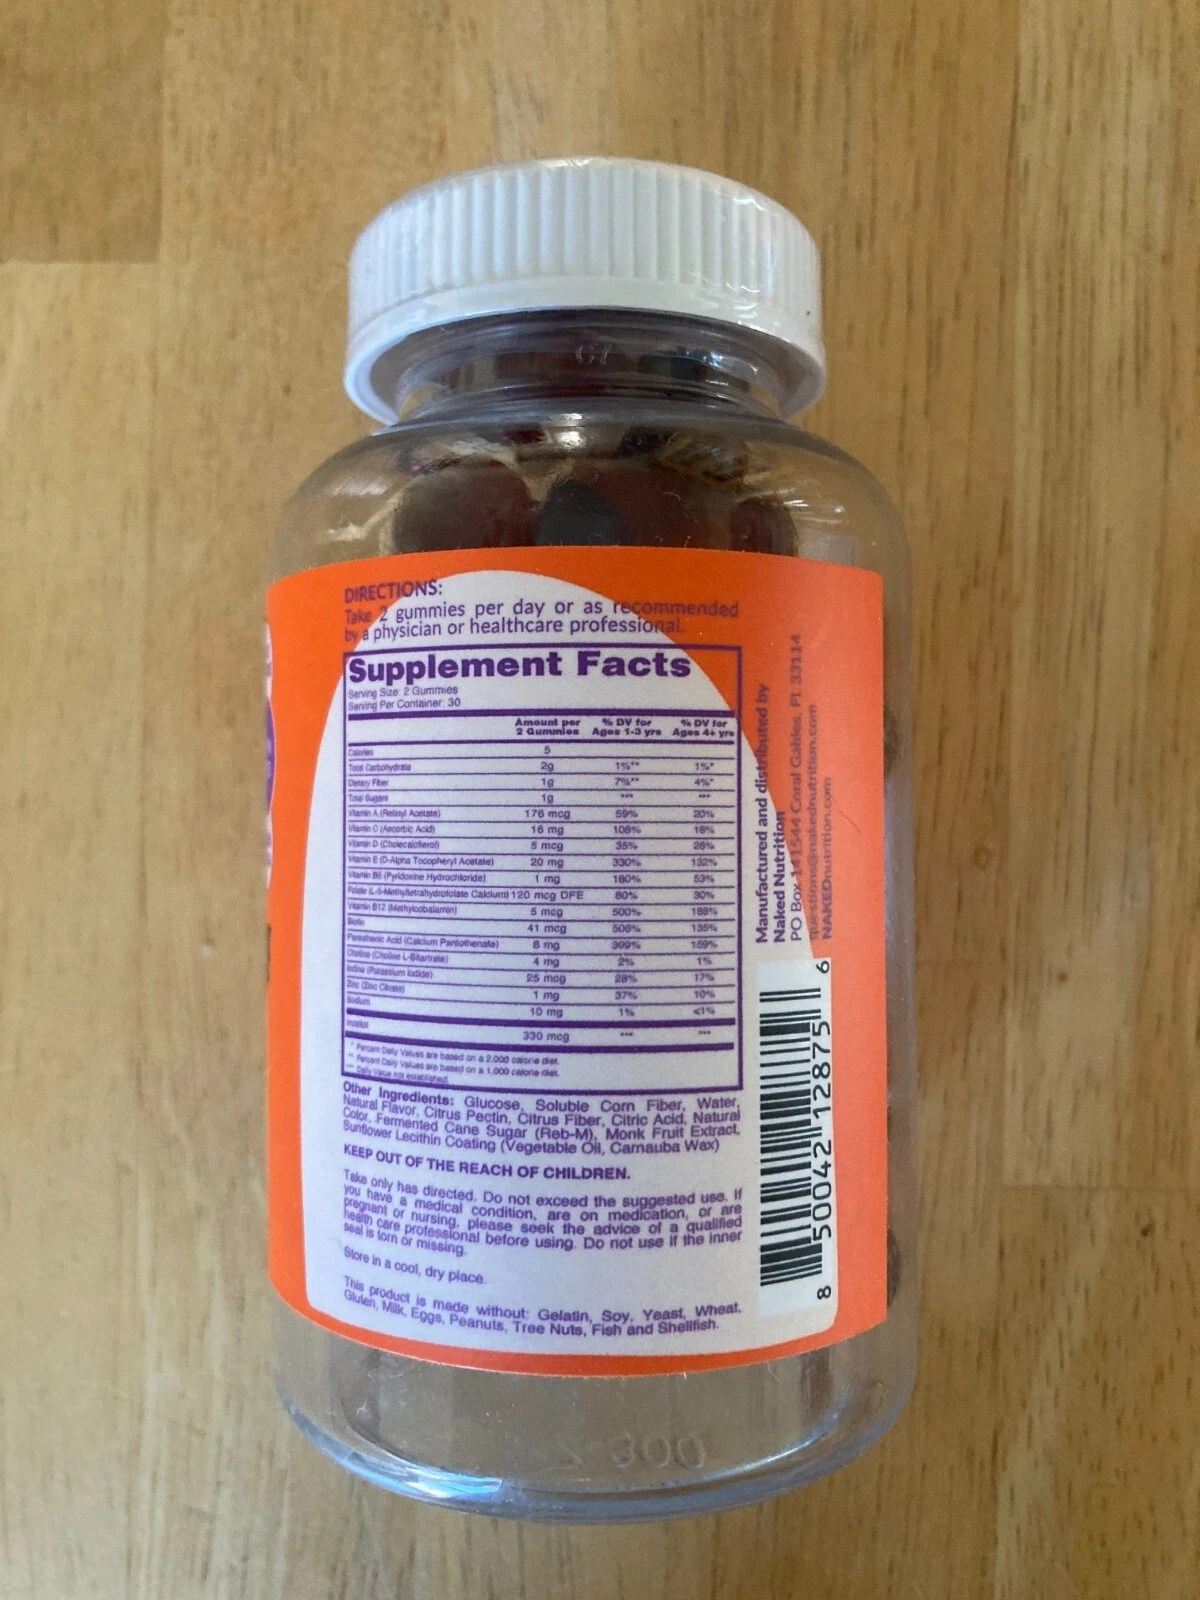 67
DIRECTIONS:
Take 2 gummies per day or as recommended
by a physician or healthcare professional.
Supplement Facts
Serving Size: 2 Gummies
Serving Per Container: 30
Amount per 2 Gummies % DV for Ages 1-3 yrs % DV for Ages 4+ yrs
Calories 5
Total Carbohydrate 2g 1%** 1%*
Dietary Fiber 1g 7%** 4%*
Total Sugars 1g *** ***
Vitamin A (Retinyl Acetate) 176 mcg 59% 20%
Vitamin C (Ascorbic Acid) 16 mg 108% 18%
Vitamin D (Cholecalciferol) 5 mcg 35% 26%
Vitamin E (D-Alpha Tocopheryl Acetate) 20 mg 330% 132%
Vitamin B6 (Pyridoxine Hydrochloride) 1 mg 180% 53%
Folate (L-5-Methyltetrahydrofolate Calcium) 120 mcg DFE 80% 30%
Vitamin B12 (Methylcobalamin) 5 mcg 500% 188%
Biotin 41 mcg 506% 135%
Pantothenic Acid (Calcium Pantothenate) 8 mg 399% 159%
Choline (Choline L-Bitartrate) 4 mg 2% 1%
Iodine (Potassium Iodide) 25 mcg 28% 17%
Zinc (Zinc Citrate) 1 mg 37% 10%
Sodium 10 mg 1% <1%
Inositol 330 mcg *** ***
* Percent Daily Values are based on a 2,000 calorie diet.
** Percent Daily Values are based on a 1,000 calorie diet.
*** Daily Value not established.
Other Ingredients: Glucose, Soluble Corn Fiber, Water,
Natural Flavor, Citrus Pectin, Citrus Fiber, Citric Acid, Natural
Color, Fermented Cane Sugar (Reb-M), Monk Fruit Extract,
Sunflower Lecithin Coating (Vegetable Oil, Carnauba Wax)
KEEP OUT OF THE REACH OF CHILDREN.
Take only has directed. Do not exceed the suggested use. If
you have a medical condition, are on medication, or are
pregnant or nursing, please seek the advice of a qualified
health care professional before using. Do not use if the inner
seal is torn or missing.
Store in a cool, dry place.
This product is made without: Gelatin, Soy, Yeast, Wheat,
Gluten, Milk, Eggs, Peanuts, Tree Nuts, Fish and Shellfish.
Manufactured and distributed by
Naked Nutrition
PO Box 141544 Coral Gables, Fl 33114
questions@nakednutrition.com
NAKEDnutrition.com
8 50042 12875 6
300